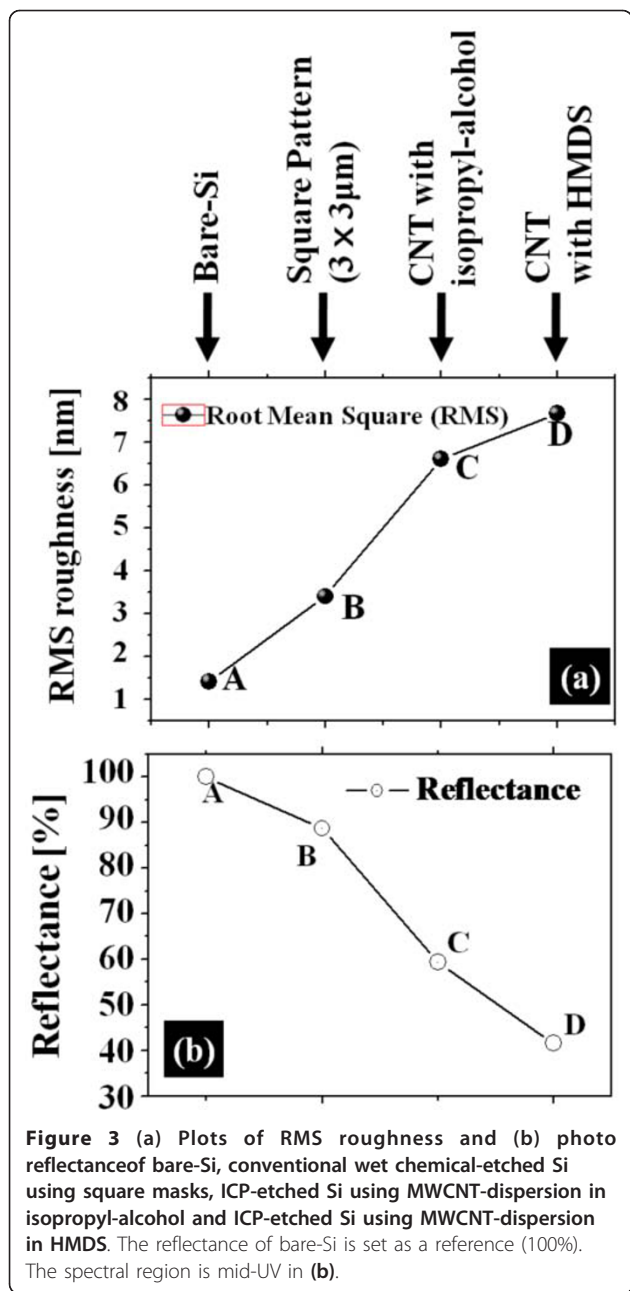 Bare-Si
Square Pattern
(3 x 3μm)
CNT with
isopropyl-alcohol
CNT
with HMDS
RMS roughness [nm]
8
7
6
5
4
3
2
1
Root Mean Square (RMS)
A
B
C
D
(a)
Reflectance [%]
100
90
80
70
60
50
40
30
Reflectance
A
B
C
D
(b)
Figure 3 (a) Plots of RMS roughness and (b) photo
reflectanceof bare-Si, conventional wet chemical-etched Si
using square masks, ICP-etched Si using MWCNT-dispersion in
isopropyl-alcohol and ICP-etched Si using MWCNT-dispersion
in HMDS. The reflectance of bare-Si is set as a reference (100%).
The spectral region is mid-UV in (b).